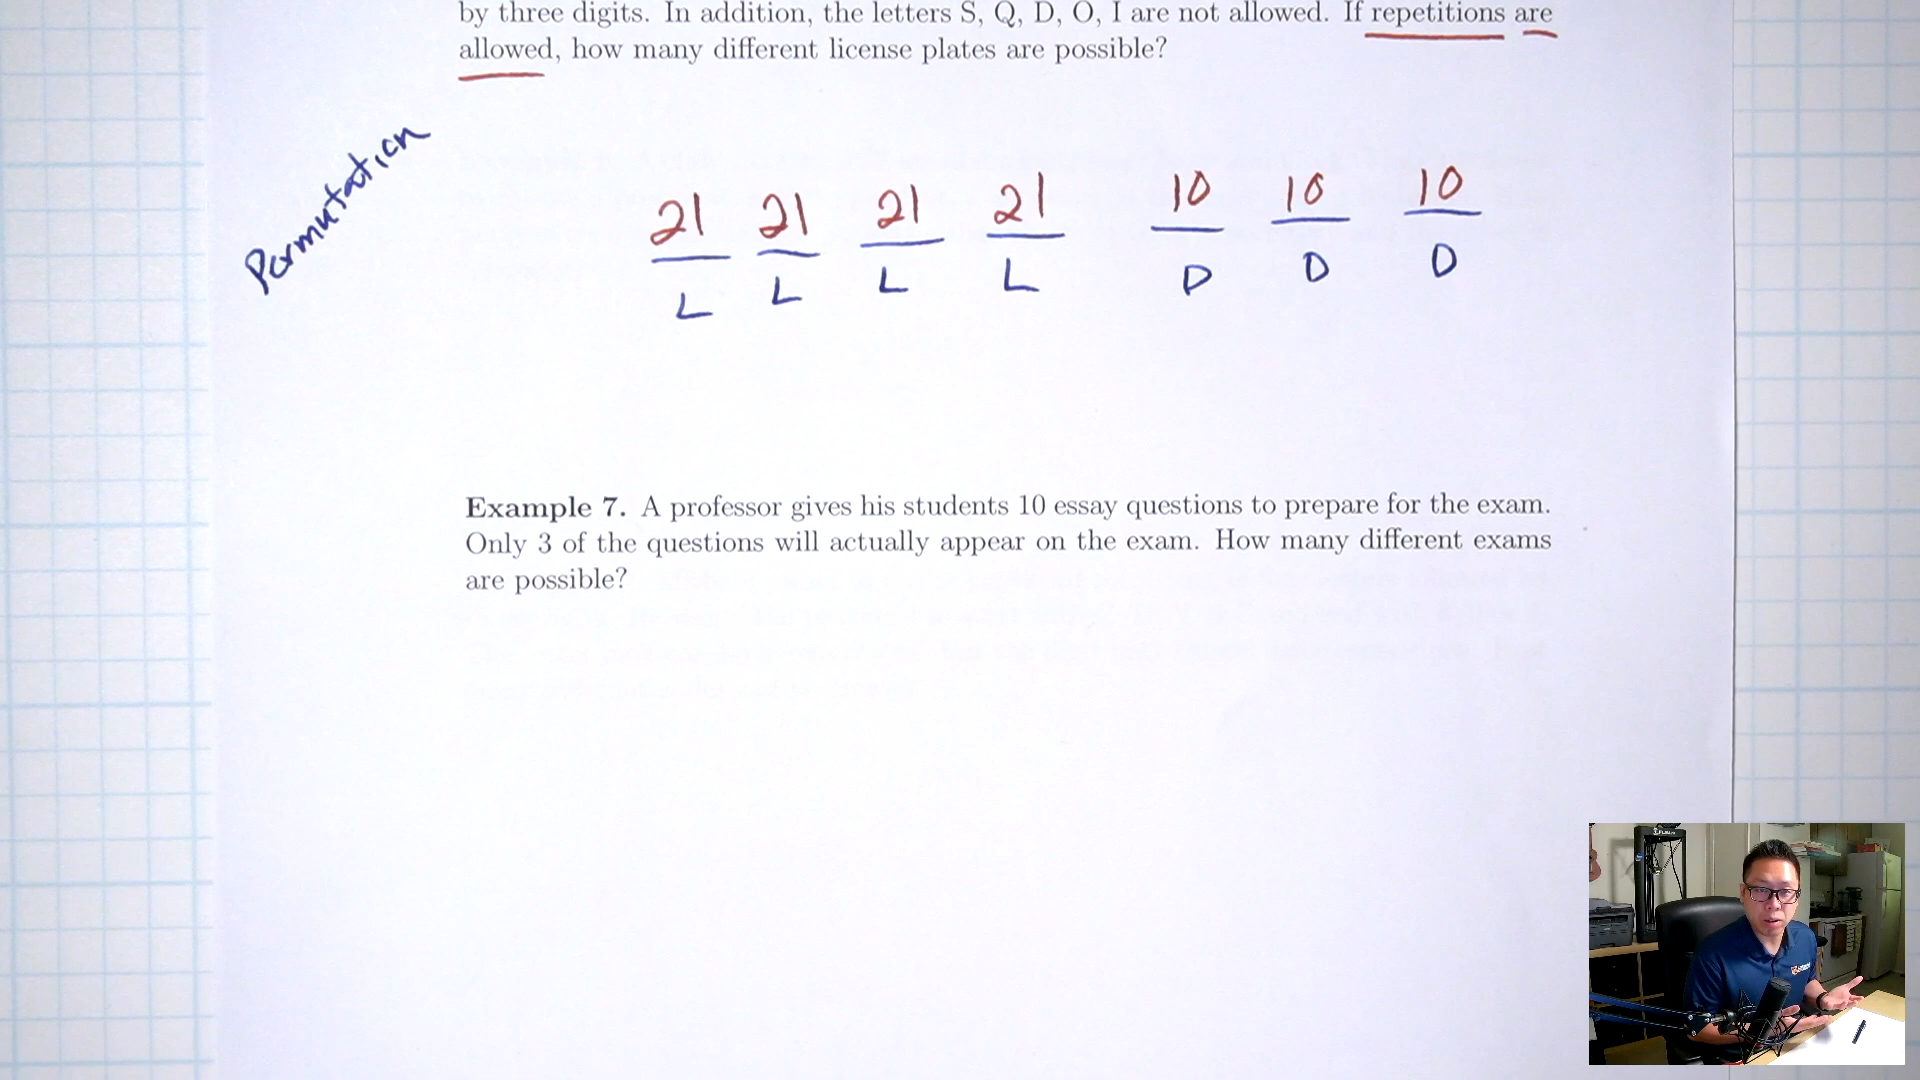 by three digits. In addition, the letters S, Q, D, O, I are not allowed. If repetitions are
allowed, how many different license plates are possible?
Permutation
21 21 21 21 10 10 10
L L L L D D D
Example 7. A professor gives his students 10 essay questions to prepare for the exam.
Only 3 of the questions will actually appear on the exam. How many different exams
are possible?